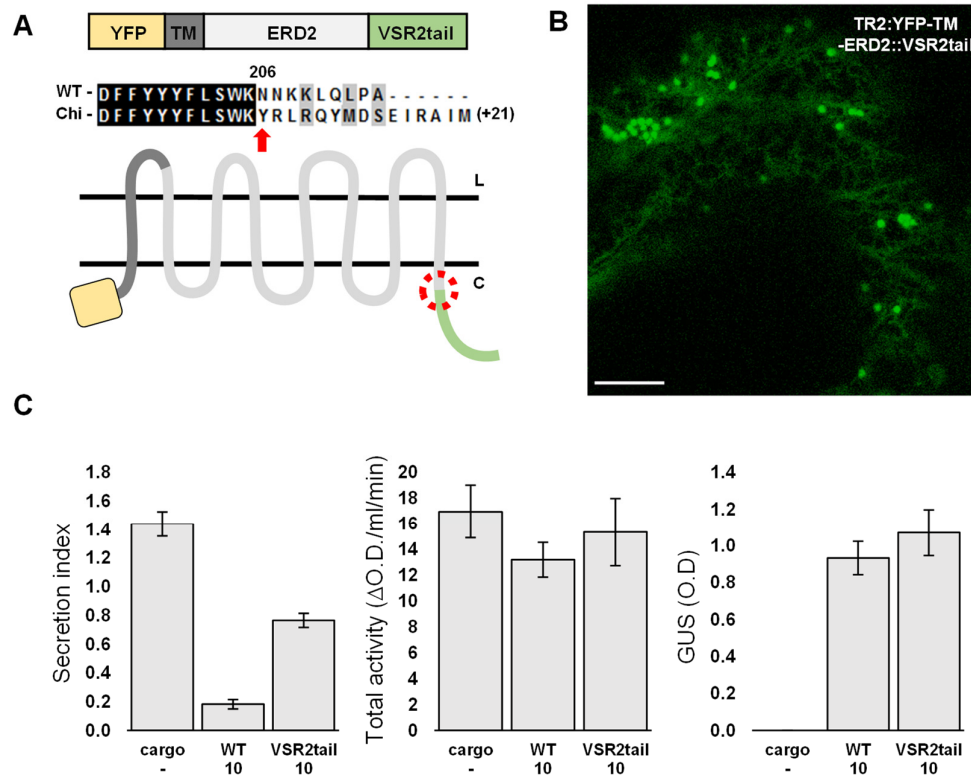 A
YFP TM ERD2 VSR2tail
206
WT - DFFYYYFLSWKNNKKLQLPA------
Chi - DFFYYYFLSWKYRLRQYMDSEIRAIM (+21)
L
C
B
TR2:YFP-TM
-ERD2::VSR2tail
C
Secretion index
1.8
1.6
1.4
1.2
1.0
0.8
0.6
0.4
0.2
0.0
cargo WT VSR2tail
- 10 10
Total activity (ΔO.D./ml/min)
20
18
16
14
12
10
8
6
4
2
0
cargo WT VSR2tail
- 10 10
GUS (O.D)
1.4
1.2
1.0
0.8
0.6
0.4
0.2
0.0
cargo WT VSR2tail
- 10 10